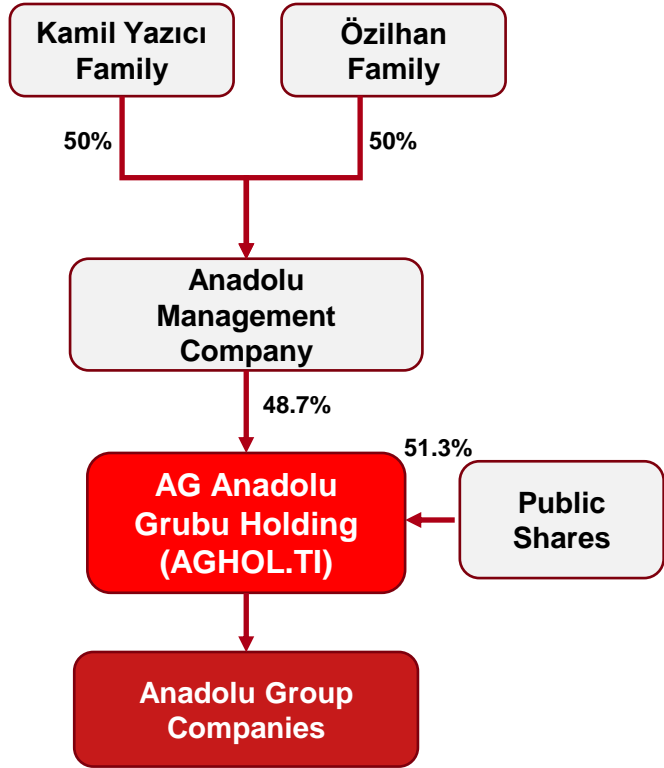 Kamil Yazıcı
Family
Özilhan
Family
50%
50%
Anadolu
Management
Company
48.7%
51.3%
AG Anadolu
Grubu Holding
(AGHOL.TI)
Public
Shares
Anadolu Group
Companies